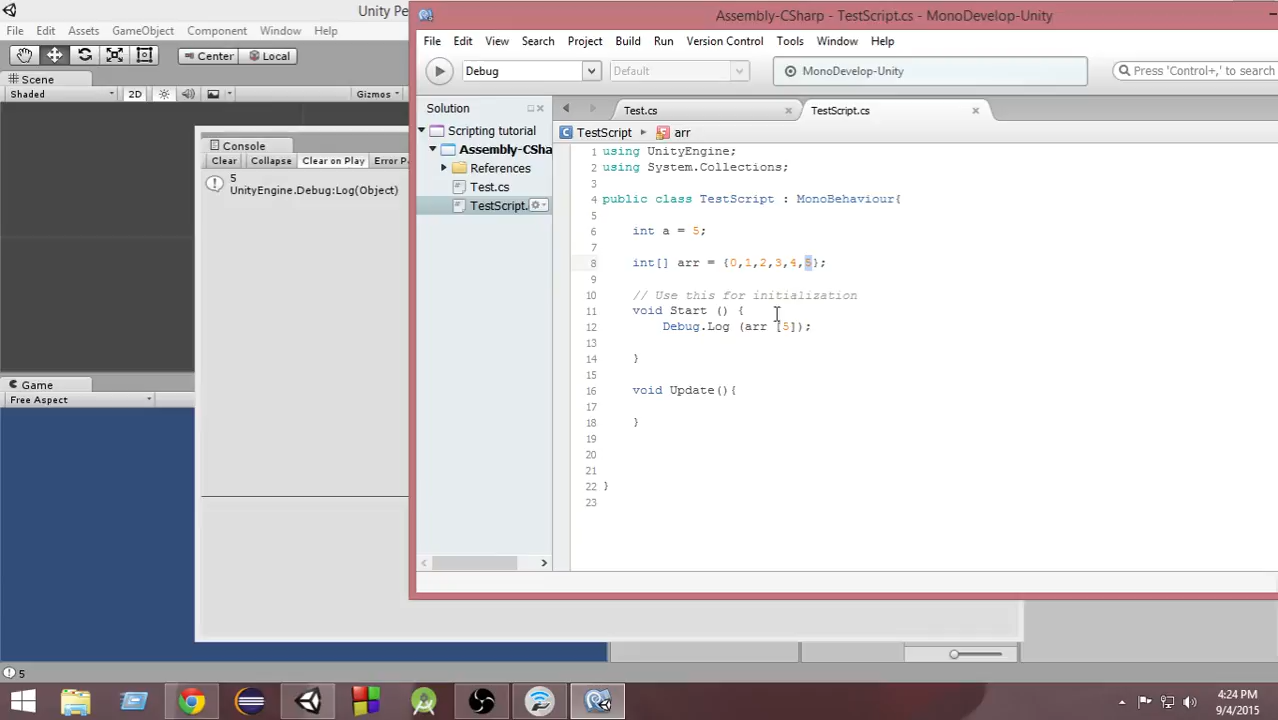 Unity Pe
File Edit Assets GameObject Component Window Help
Center Local
Scene
Shaded 2D Gizmos
Console
Clear Collapse Clear on Play Error P
5
UnityEngine.Debug:Log(Object)
Game
Free Aspect
5
Assembly-CSharp - TestScript.cs - MonoDevelop-Unity
File Edit View Search Project Build Run Version Control Tools Window Help
Debug Default MonoDevelop-Unity Press 'Control+,' to search
Solution
Scripting tutorial
Assembly-CSha
References
Test.cs
TestScript.
Test.cs TestScript.cs
TestScript arr
1 using UnityEngine;
2 using System.Collections;
3
4 public class TestScript : MonoBehaviour{
5
6 int a = 5;
7
8 int[] arr = {0,1,2,3,4,5};
9
10 // Use this for initialization
11 void Start () {
12 Debug.Log (arr [5]);
13
14 }
15
16 void Update(){
17
18 }
19
20
21
22 }
23
4:24 PM
9/4/2015